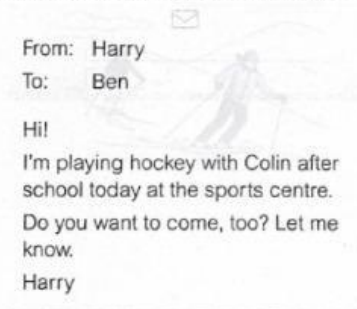 From: Harry
To: Ben
Hi!
I'm playing hockey with Colin after
school today at the sports centre.
Do you want to come, too? Let me
know.
Harry